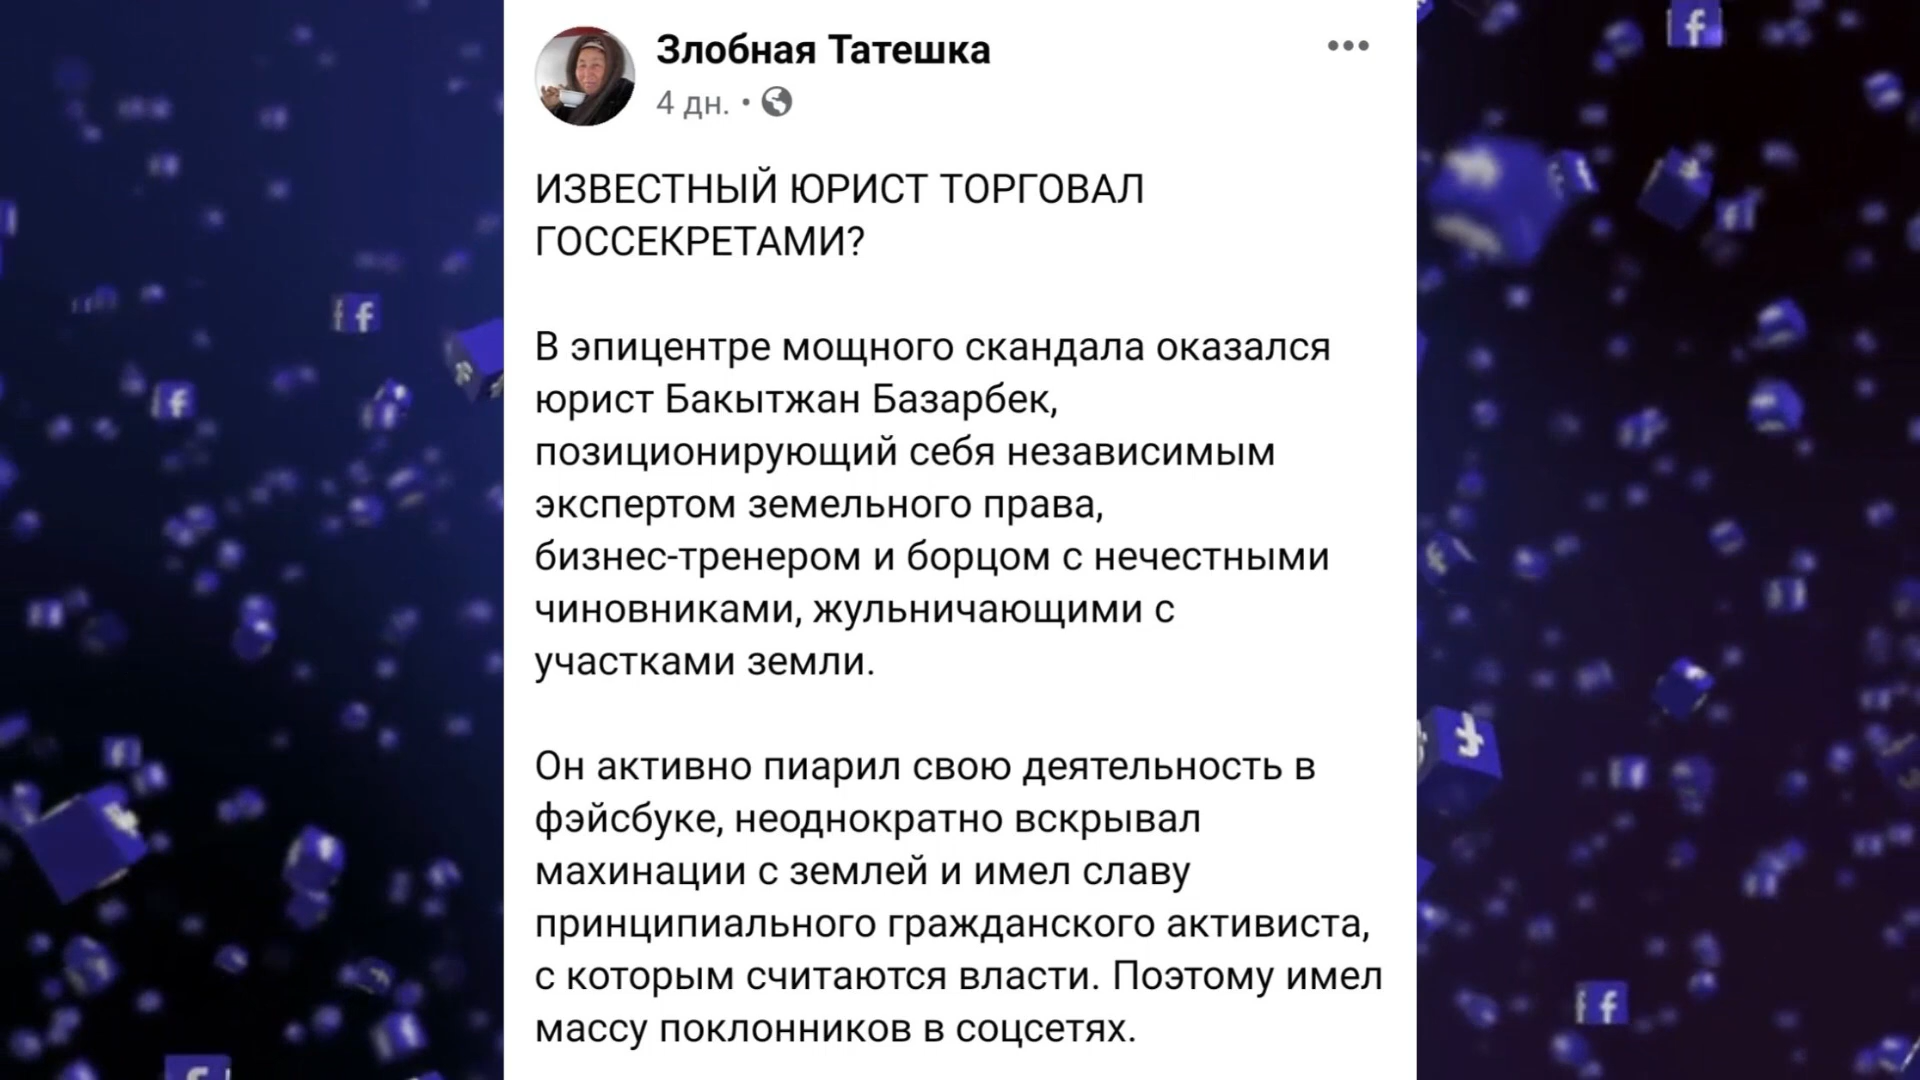 Злобная Татешка
4 дн.
ИЗВЕСТНЫЙ ЮРИСТ ТОРГОВАЛ
ГОССЕКРЕТАМИ?
В эпицентре мощного скандала оказался
юрист Бакытжан Базарбек,
позиционирующий себя независимым
экспертом земельного права,
бизнес-тренером и борцом с нечестными
чиновниками, жульничающими с
участками земли.
Он активно пиарил свою деятельность в
фэйсбуке, неоднократно вскрывал
махинации с землей и имел славу
принципиального гражданского активиста,
с которым считаются власти. Поэтому имел
массу поклонников в соцсетях.